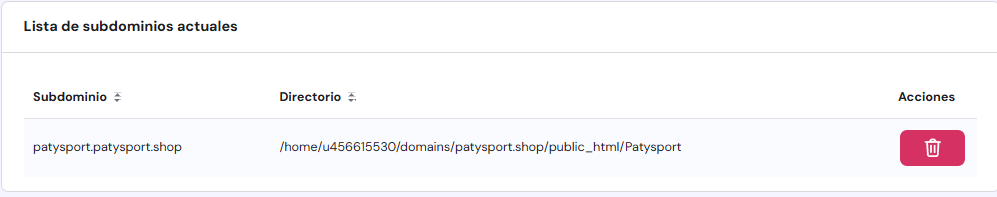 Lista de subdominios actuales
Subdominio Directorio Acciones
patysport.patysport.shop /home/u456615530/domains/patysport.shop/public_html/Patysport